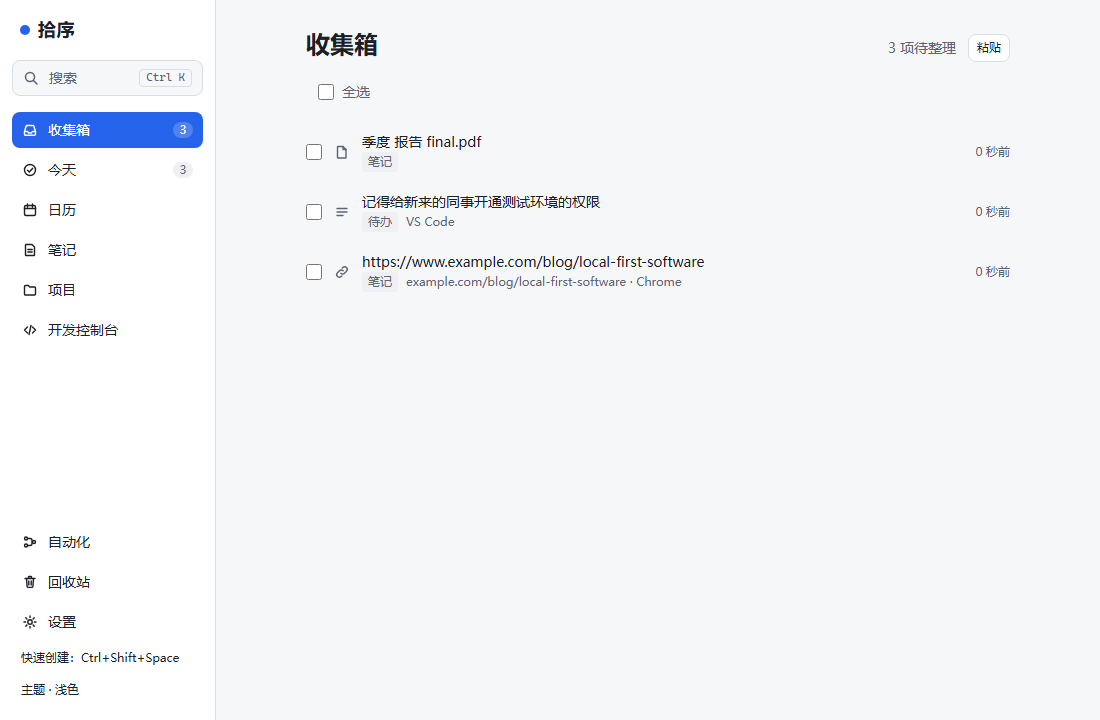 拾序
搜索 Ctrl K
收集箱 3
今天 3
日历
笔记
项目
开发控制台
自动化
回收站
设置
快速创建：Ctrl+Shift+Space
主题 · 浅色
收集箱
3 项待整理 粘贴
全选
季度 报告 final.pdf
笔记
0 秒前
记得给新来的同事开通测试环境的权限
待办 VS Code
0 秒前
https://www.example.com/blog/local-first-software
笔记 example.com/blog/local-first-software · Chrome
0 秒前